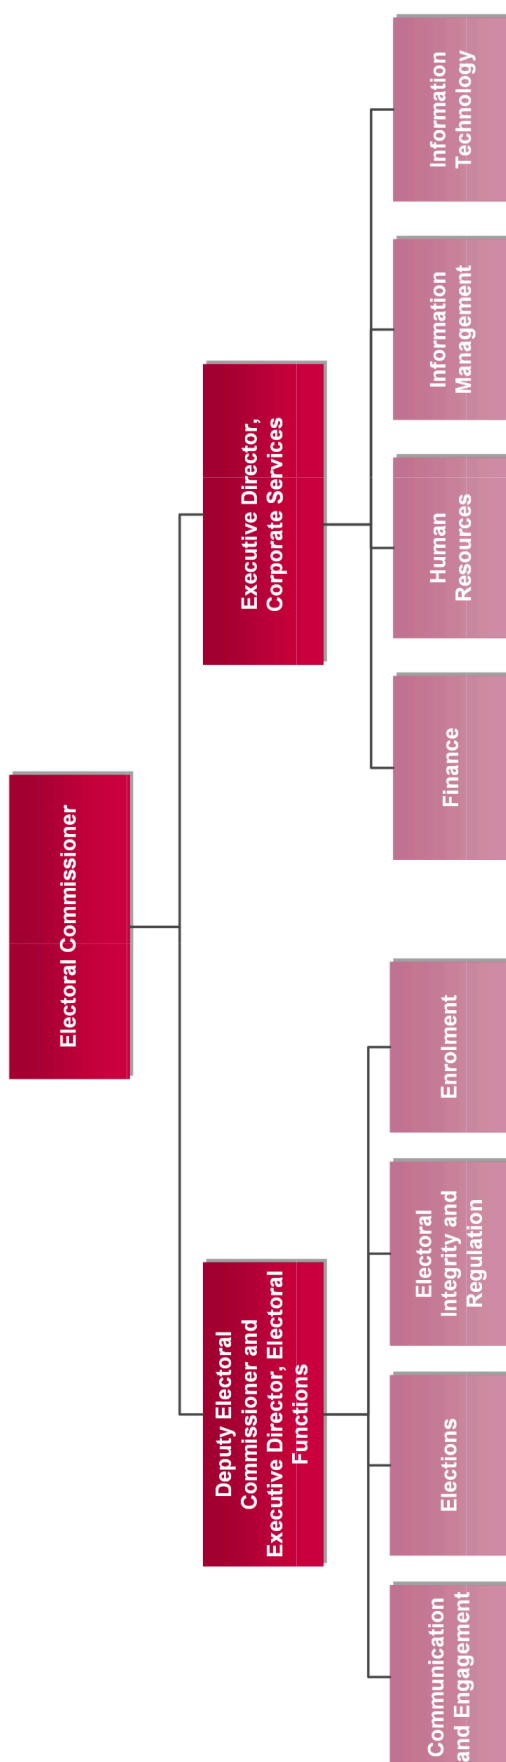 Electoral Commissioner
Deputy Electoral
Commissioner and
Executive Director, Electoral
Functions
Executive Director,
Corporate Services
Communication
and Engagement
Elections
Electoral
Integrity and
Regulation
Enrolment
Finance
Human
Resources
Information
Management
Information
Technology